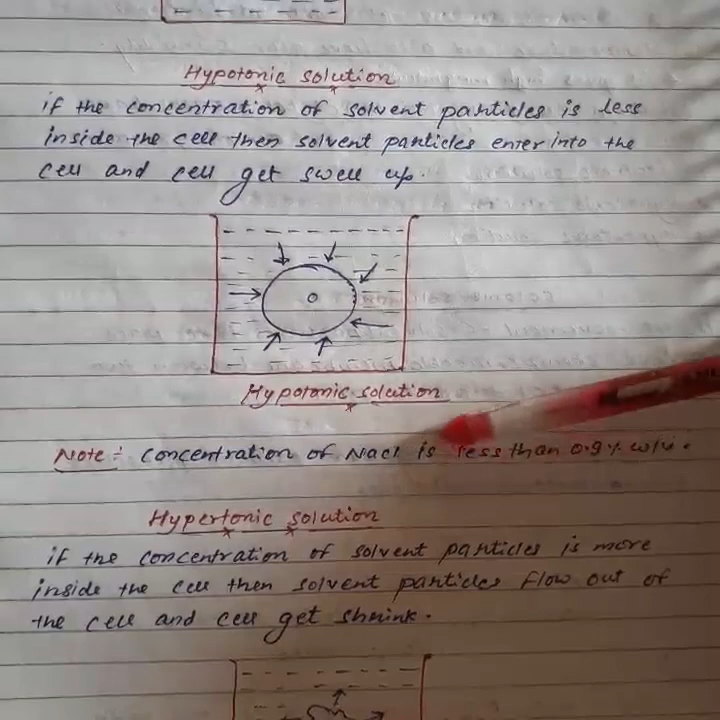 Hypotonic solution
if the concentration of solvent particles is less
inside the cell then solvent particles enter into the
cell and cell get swell up.
Hypotonic solution
Note :- Concentration of NaCl is less than 0.9% w/v.
Hypertonic solution
if the concentration of solvent particles is more
inside the cell then solvent particles flow out of
the cell and cell get shrink.